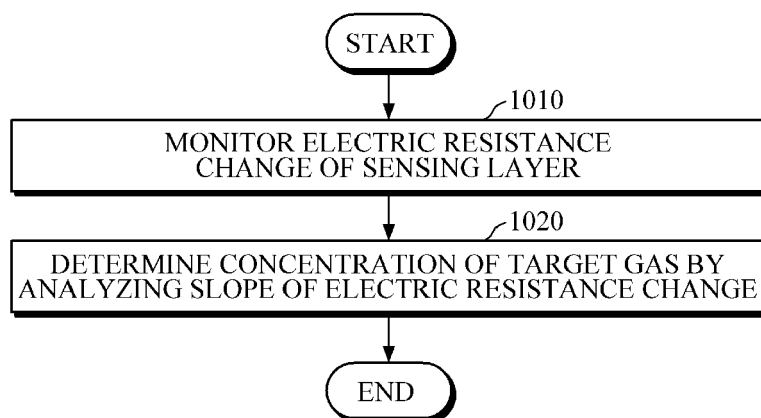 START
1010
MONITOR ELECTRIC RESISTANCE
CHANGE OF SENSING LAYER
1020
DETERMINE CONCENTRATION OF TARGET GAS BY
ANALYZING SLOPE OF ELECTRIC RESISTANCE CHANGE
END